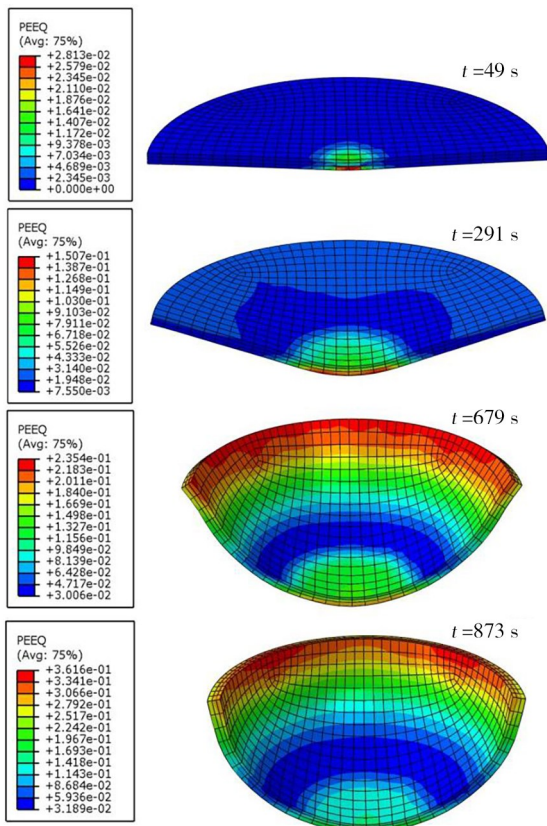 PEEQ
(Avg: 75%)
+2.813e-02
+2.579e-02
+2.345e-02
+2.110e-02
+1.876e-02
+1.641e-02
+1.407e-02
+1.172e-02
+9.378e-03
+7.034e-03
+4.689e-03
+2.345e-03
+0.000e+00
t=49 s
PEEQ
(Avg: 75%)
+1.507e-01
+1.387e-01
+1.268e-01
+1.149e-01
+1.030e-01
+9.103e-02
+7.911e-02
+6.718e-02
+5.526e-02
+4.333e-02
+3.140e-02
+1.948e-02
+7.550e-03
t=291 s
PEEQ
(Avg: 75%)
+2.354e-01
+2.183e-01
+2.011e-01
+1.840e-01
+1.669e-01
+1.498e-01
+1.327e-01
+1.156e-01
+9.849e-02
+8.139e-02
+6.428e-02
+4.717e-02
+3.006e-02
t=679 s
PEEQ
(Avg: 75%)
+3.616e-01
+3.341e-01
+3.066e-01
+2.792e-01
+2.517e-01
+2.242e-01
+1.967e-01
+1.693e-01
+1.418e-01
+1.143e-01
+8.684e-02
+5.936e-02
+3.189e-02
t=873 s